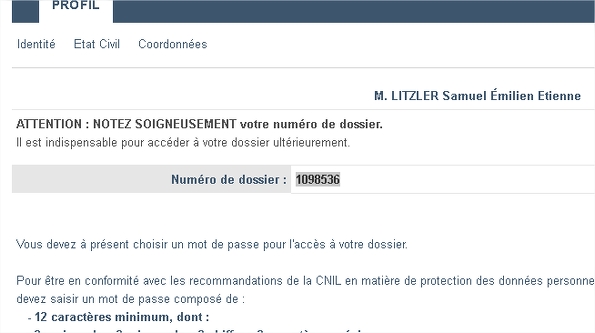 PROFIL
Identité Etat Civil Coordonnées
M. LITZLER Samuel Émilien Etienne
ATTENTION : NOTEZ SOIGNEUSEMENT votre numéro de dossier.
Il est indispensable pour accéder à votre dossier ultérieurement.
Numéro de dossier : 1098536
Vous devez à présent choisir un mot de passe pour l'accès à votre dossier.
Pour être en conformité avec les recommandations de la CNIL en matière de protection des données personne
devez saisir un mot de passe composé de :
- 12 caractères minimum, dont :